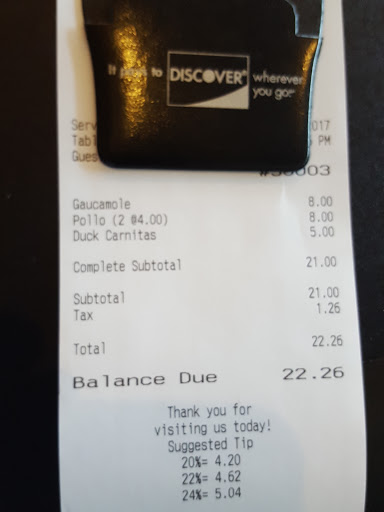 It pays to DISCOVER® wherever you go.®
Serv 017
Tabl PM
Gues
#30003
Gaucamole 8.00
Pollo (2 @4.00) 8.00
Duck Carnitas 5.00
Complete Subtotal 21.00
Subtotal 21.00
Tax 1.26
Total 22.26
Balance Due 22.26
Thank you for
visiting us today!
Suggested Tip
20%= 4.20
22%= 4.62
24%= 5.04